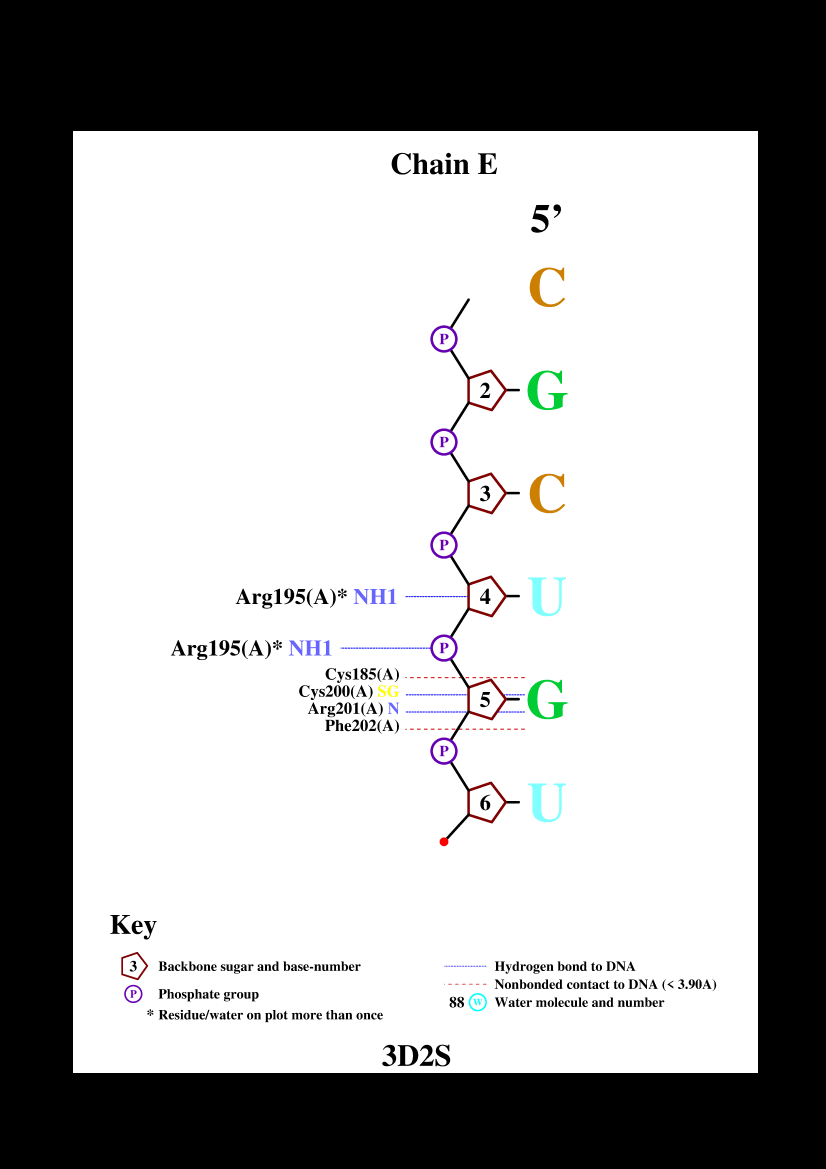 Chain E
5’
C
P
2 G
P
3 C
P
Arg195(A)* NH1 4 U
Arg195(A)* NH1 P
Cys185(A)
Cys200(A) SG 5 G
Arg201(A) N
Phe202(A)
P
6 U
Key
3 Backbone sugar and base-number
P Phosphate group
* Residue/water on plot more than once
Hydrogen bond to DNA
Nonbonded contact to DNA (< 3.90A)
88 W Water molecule and number
3D2S